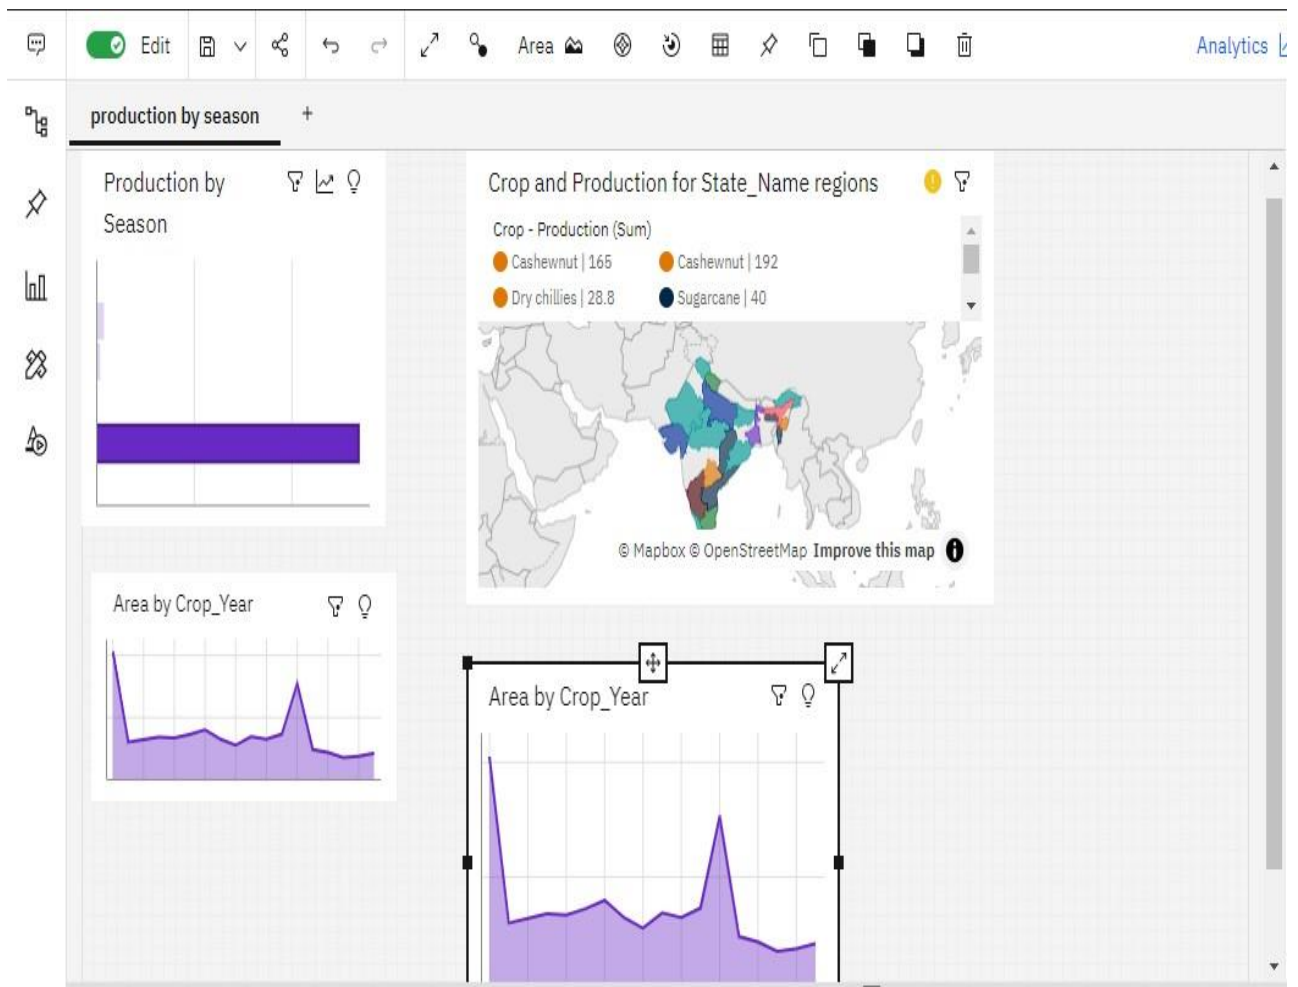 Edit
Area
Analytics
production by season
+
Production by
Season
Crop and Production for State_Name regions
Crop - Production (Sum)
Cashewnut | 165
Cashewnut | 192
Dry chillies | 28.8
Sugarcane | 40
© Mapbox © OpenStreetMap Improve this map
Area by Crop_Year
Area by Crop_Year